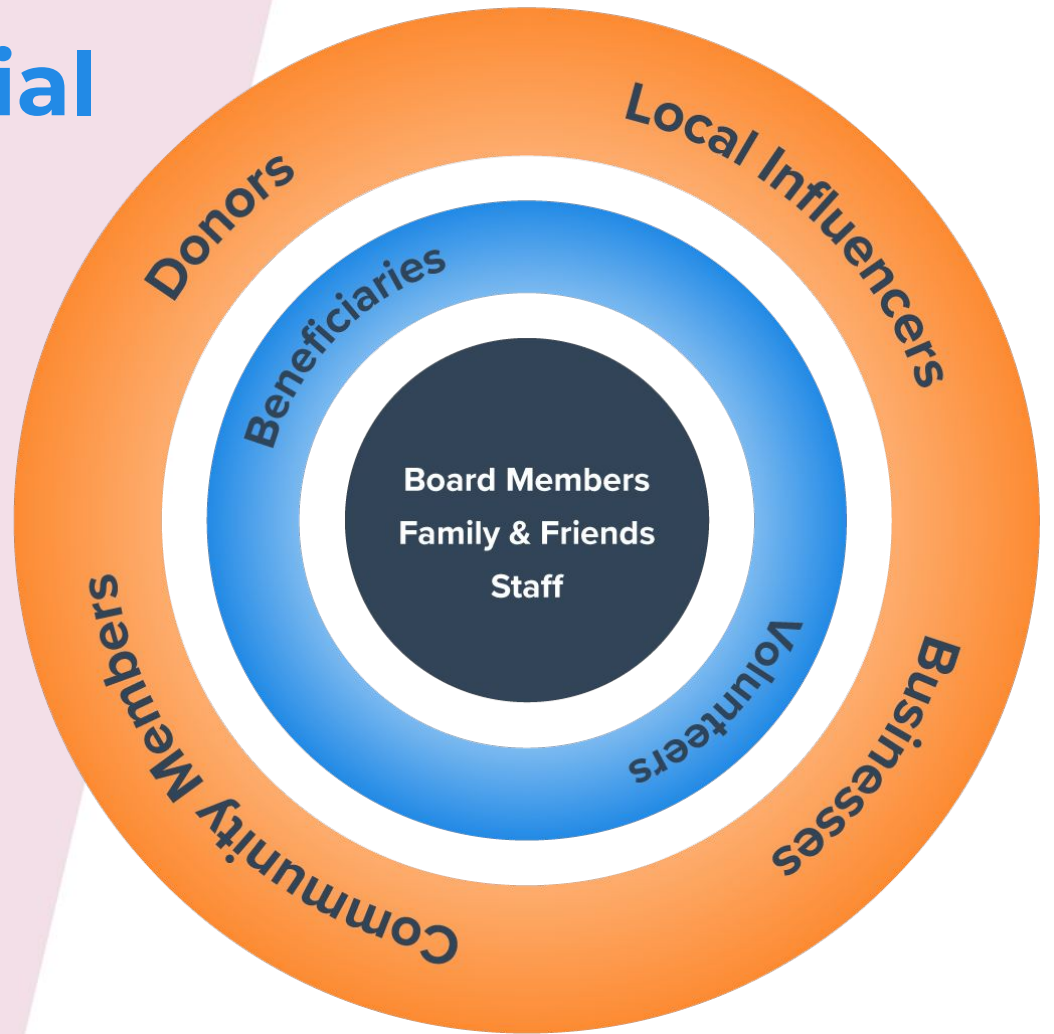 ial
Donors
Local Influencers
Beneficiaries
Board Members
Family & Friends
Staff
Volunteers
Businesses
Community Members